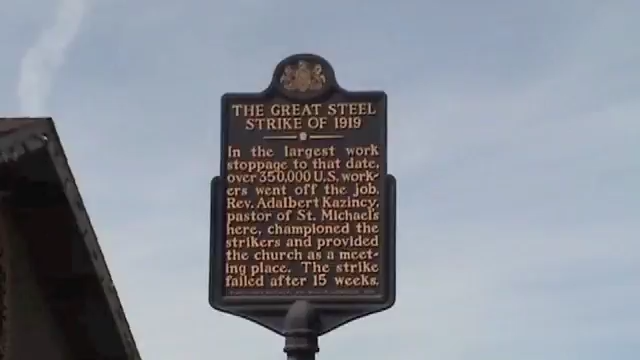 THE GREAT STEEL
STRIKE OF 1919
In the largest work
stoppage to that date,
over 350,000 U.S. work-
ers went off the job.
Rev. Adalbert Kazincy,
pastor of St. Michael's
here, championed the
strikers and provided
the church as a meet-
ing place. The strike
failed after 15 weeks.